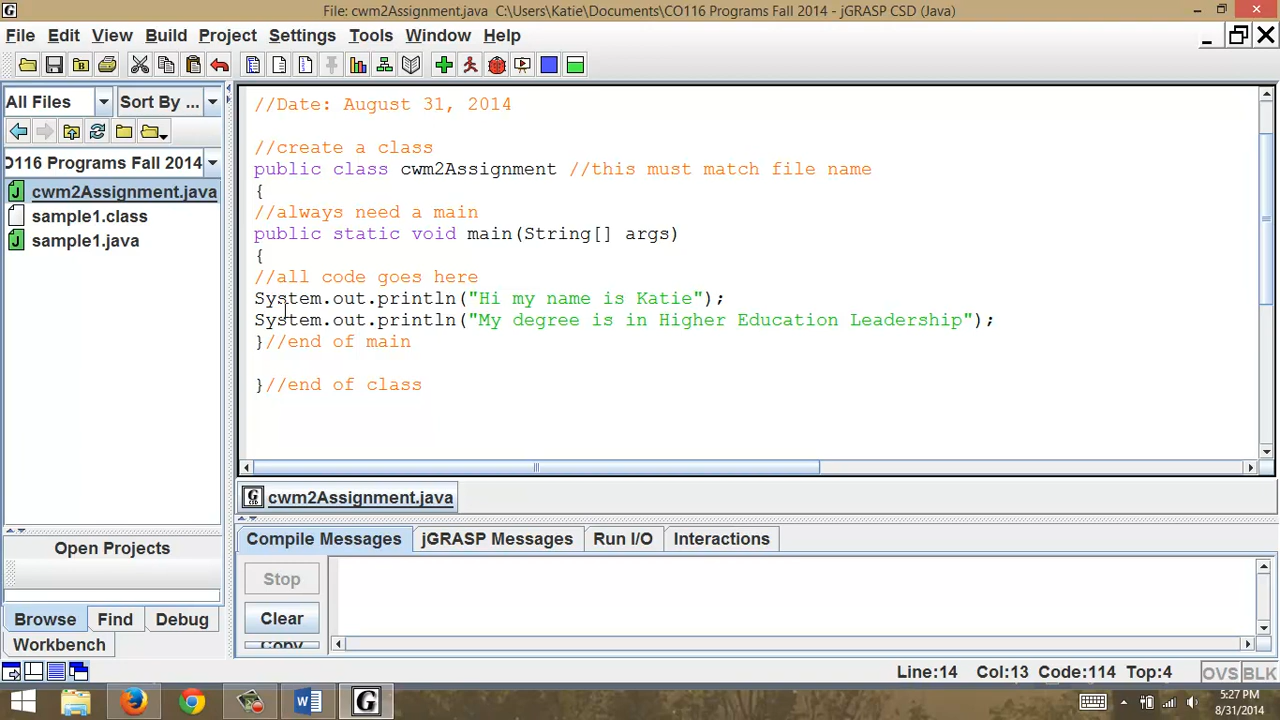 File: cwm2Assignment.java C:\Users\Katie\Documents\CO116 Programs Fall 2014 - jGRASP CSD (Java)
File Edit View Build Project Settings Tools Window Help
All Files Sort By ...
O116 Programs Fall 2014
cwm2Assignment.java
sample1.class
sample1.java
Open Projects
Browse Find Debug
Workbench
//Date: August 31, 2014
//create a class
public class cwm2Assignment //this must match file name
{
//always need a main
public static void main(String[] args)
{
//all code goes here
System.out.println("Hi my name is Katie");
System.out.println("My degree is in Higher Education Leadership");
}//end of main
}//end of class
cwm2Assignment.java
Compile Messages jGRASP Messages Run I/O Interactions
Stop
Clear
Copy
Line:14 Col:13 Code:114 Top:4 OVS BLK
5:27 PM
8/31/2014